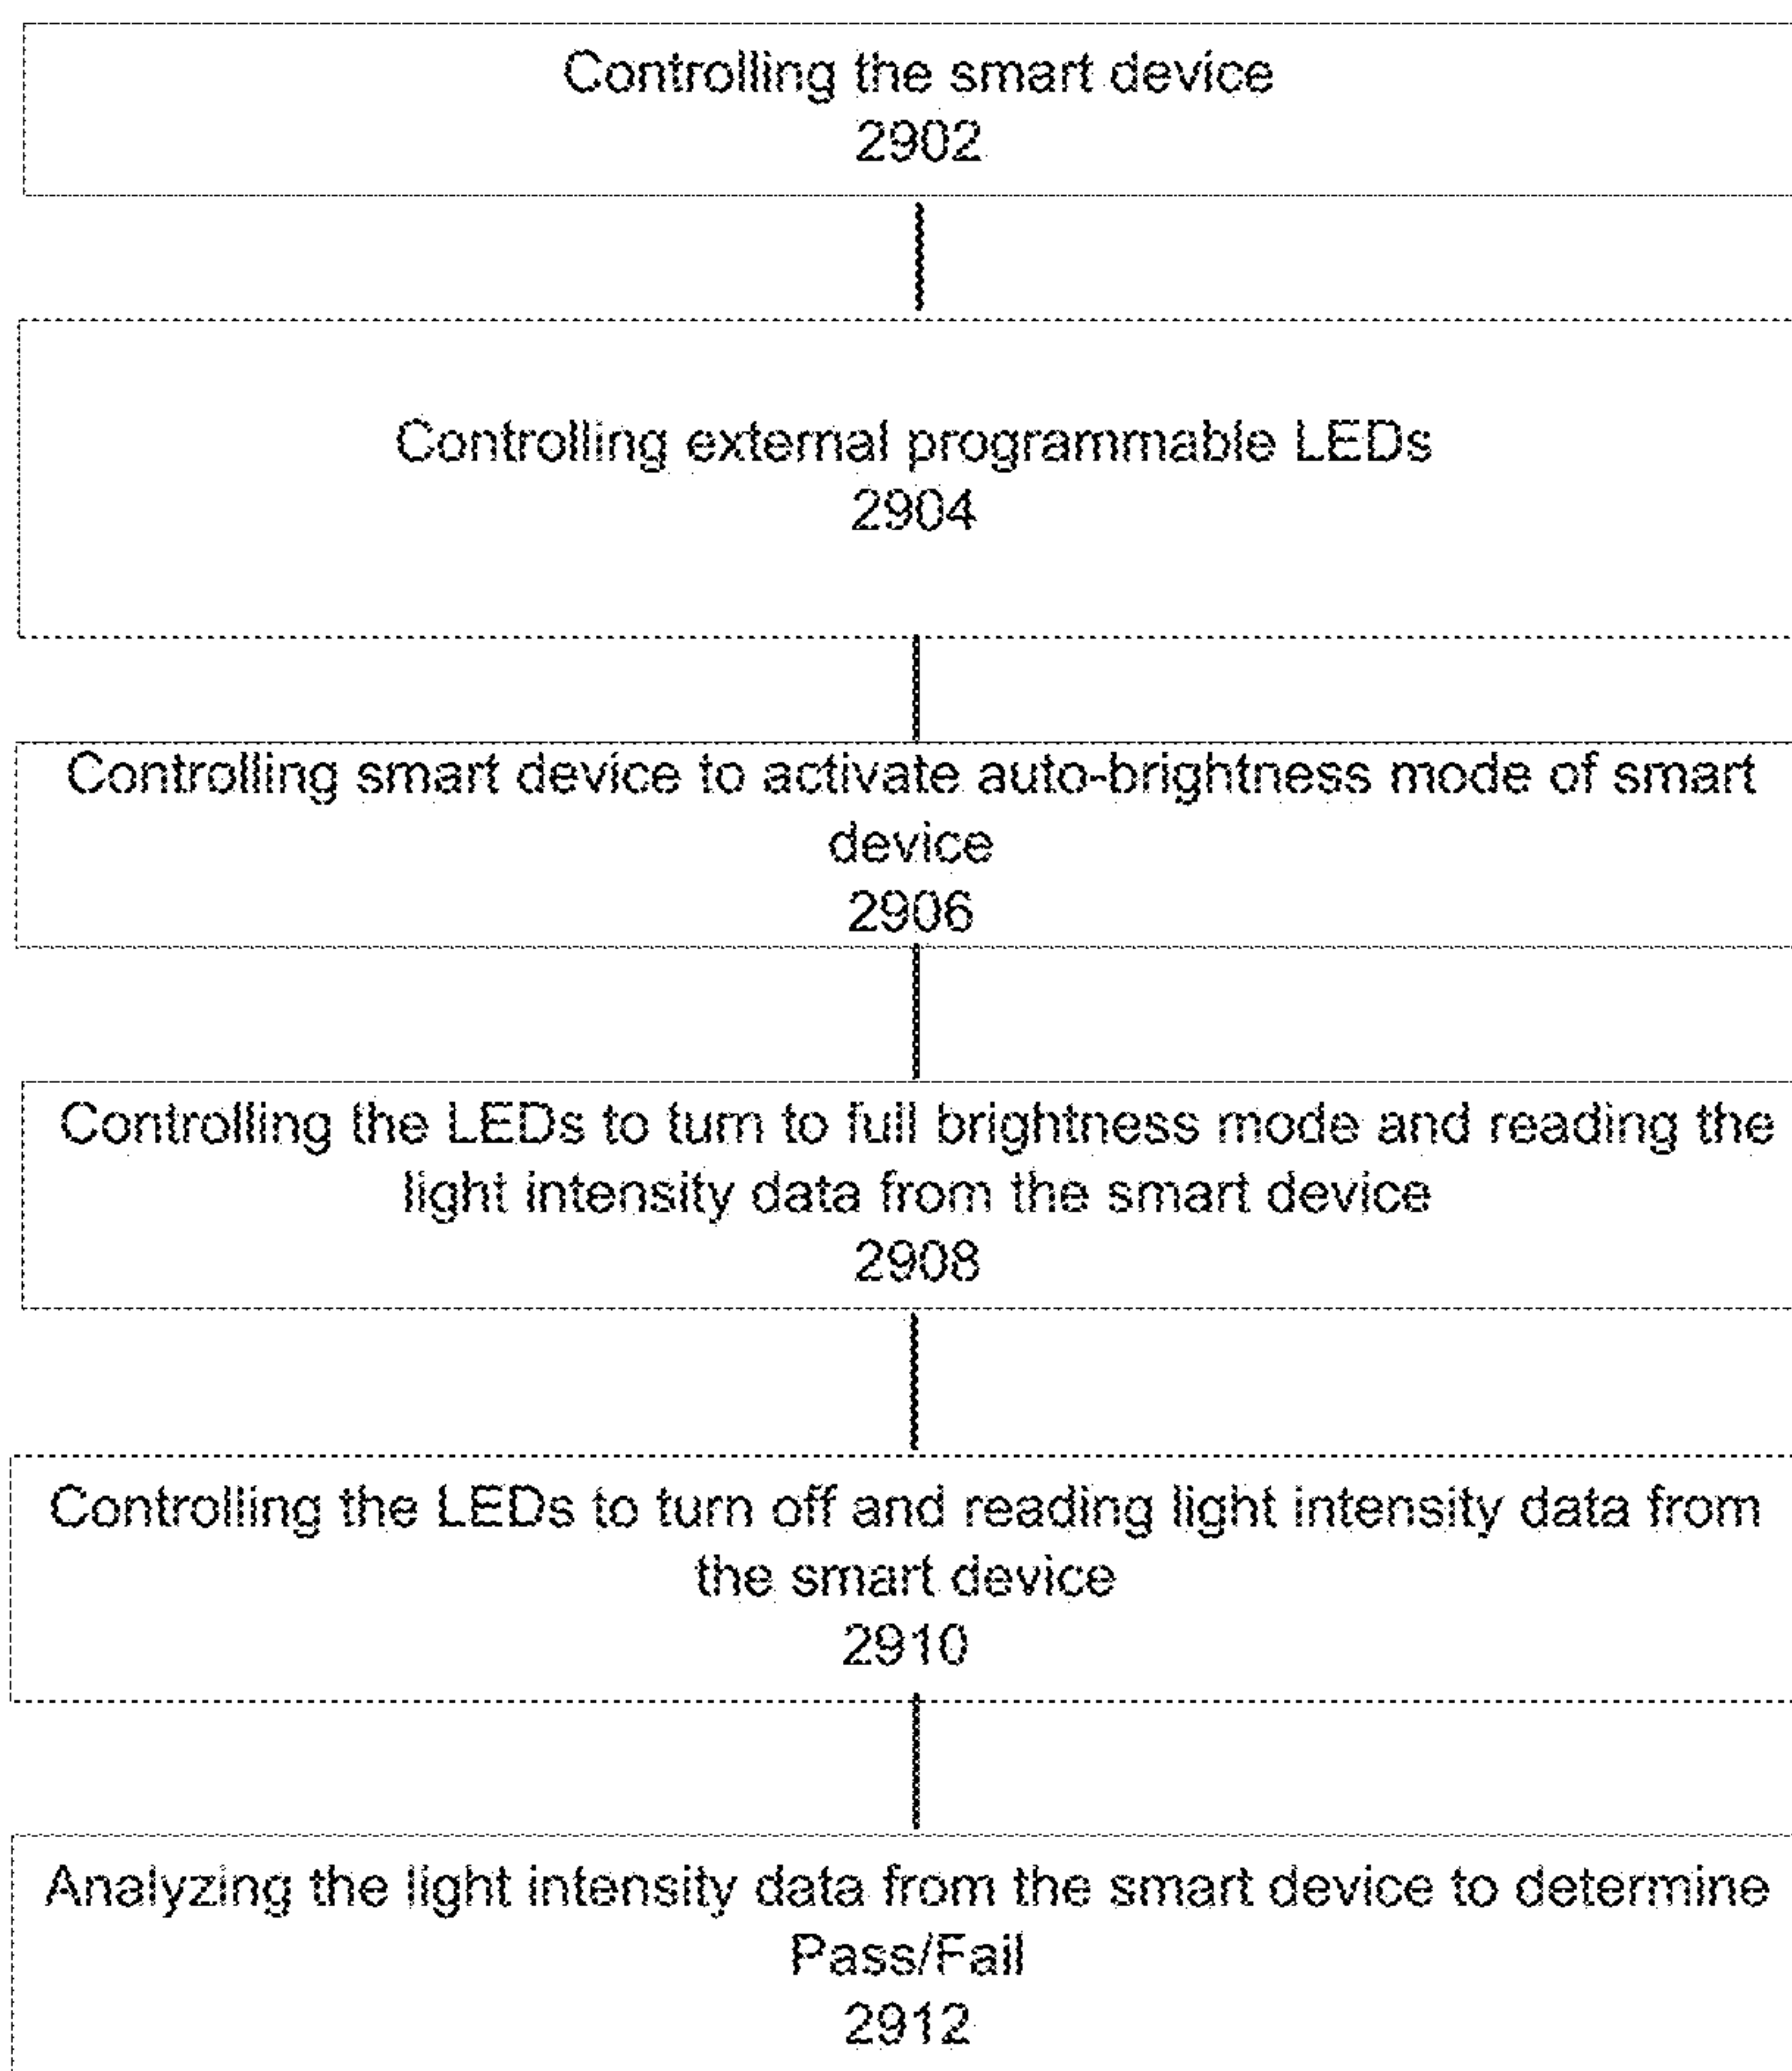 Controlling the smart device
2902
Controlling external programmable LEDs
2904
Controlling smart device to activate auto-brightness mode of smart
device
2906
Controlling the LEDs to turn to full brightness mode and reading the
light intensity data from the smart device
2908
Controlling the LEDs to turn off and reading light intensity data from
the smart device
2910
Analyzing the light intensity data from the smart device to determine
Pass/Fail
2912